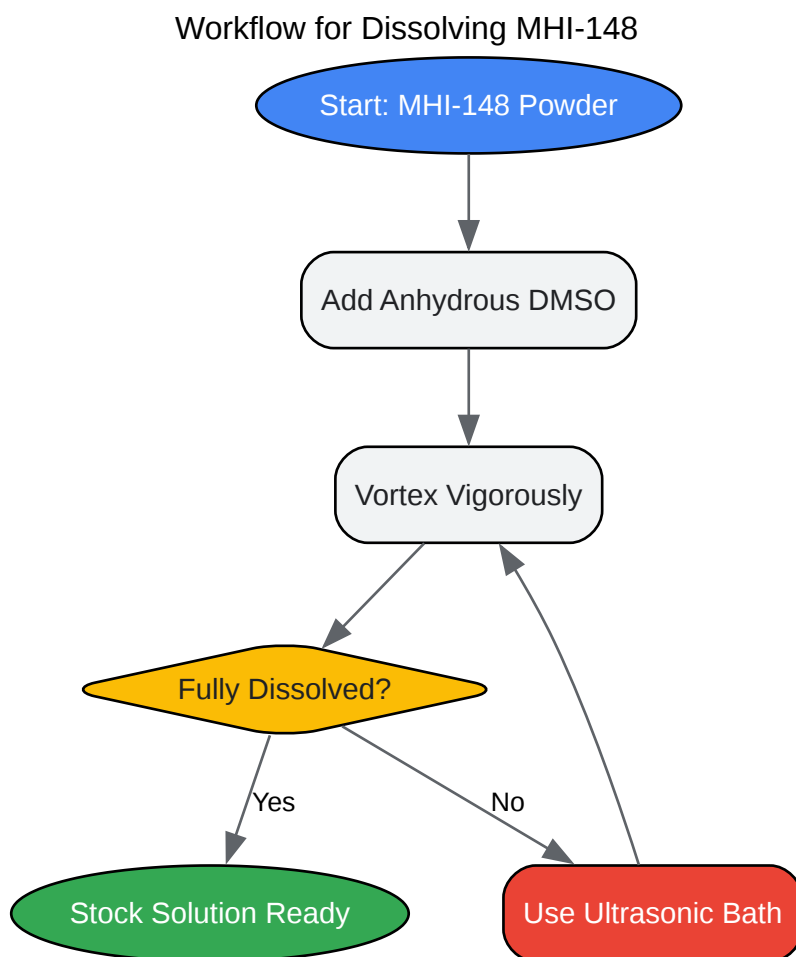 Workflow for Dissolving MHI-148
Start: MHI-148 Powder
Add Anhydrous DMSO
Vortex Vigorously
Fully Dissolved?
Yes
No
Stock Solution Ready
Use Ultrasonic Bath